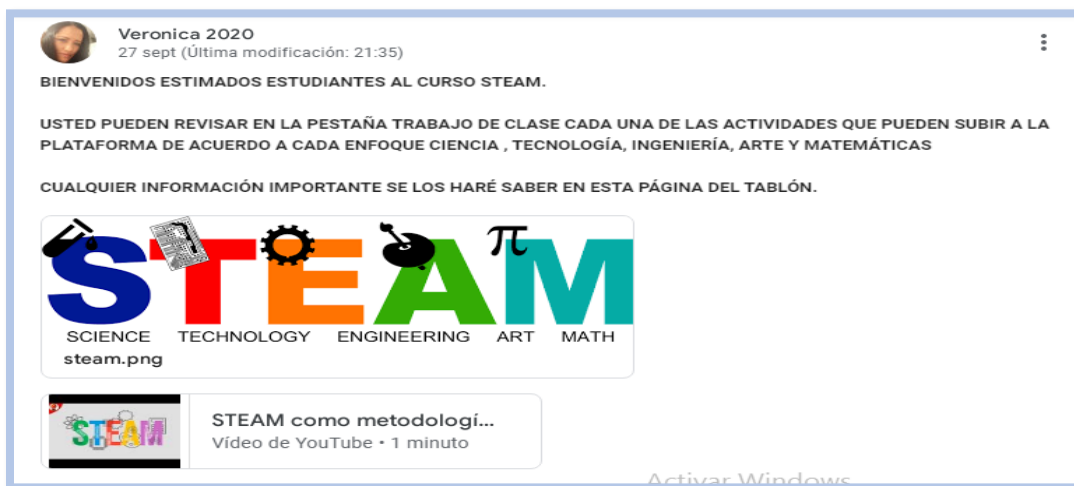 Veronica 2020
27 sept (Última modificación: 21:35)
BIENVENIDOS ESTIMADOS ESTUDIANTES AL CURSO STEAM.
USTED PUEDEN REVISAR EN LA PESTAÑA TRABAJO DE CLASE CADA UNA DE LAS ACTIVIDADES QUE PUEDEN SUBIR A LA
PLATAFORMA DE ACUERDO A CADA ENFOQUE CIENCIA , TECNOLOGÍA, INGENIERÍA, ARTE Y MATEMÁTICAS
CUALQUIER INFORMACIÓN IMPORTANTE SE LOS HARÉ SABER EN ESTA PÁGINA DEL TABLÓN.
π
STEAM
SCIENCE TECHNOLOGY ENGINEERING ART MATH
steam.png
STEAM
STEAM como metodologí...
Vídeo de YouTube • 1 minuto
Activar Windows